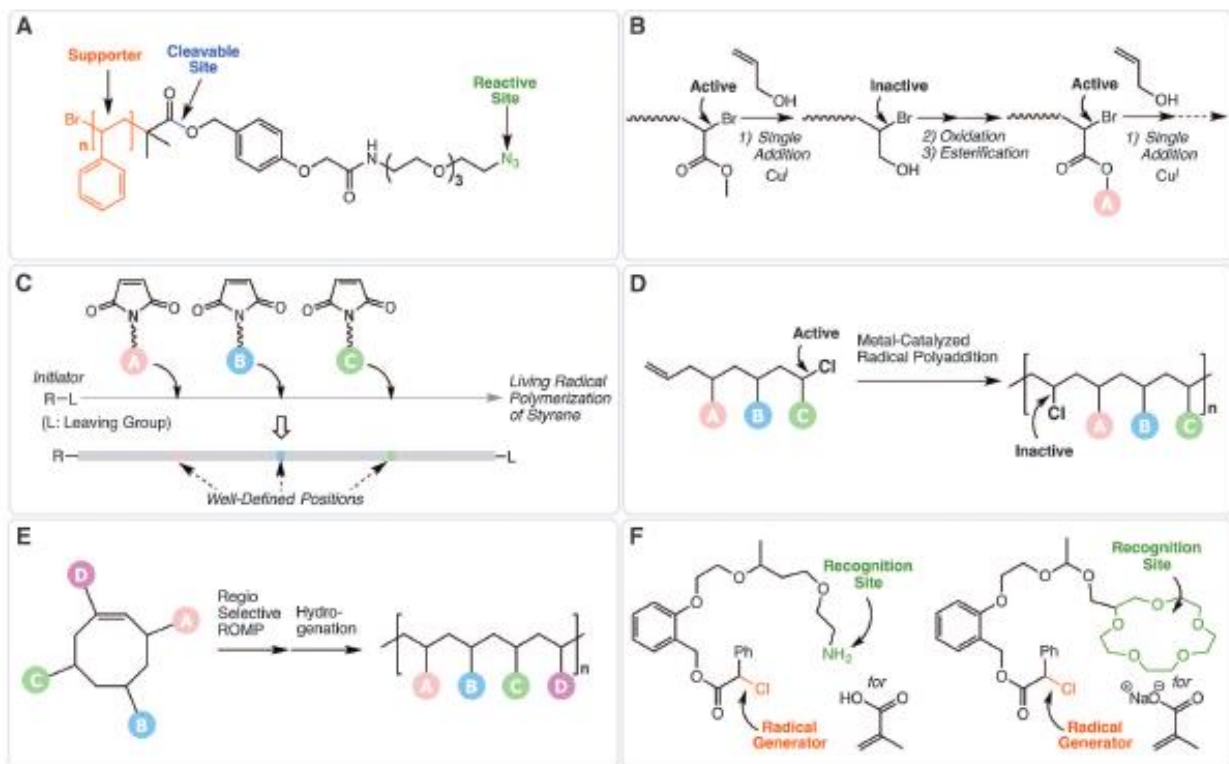 A
Supporter
Cleavable
Site
Reactive
Site
Br
n
O
O
O
O
H
N
O
3
N3
B
Active
OH
Br
O
O
1) Single
Addition
CuI
Inactive
Br
OH
2) Oxidation
3) Esterification
Active
Br
O
O
A
OH
1) Single
Addition
CuI
C
O
N
O
O
N
O
O
N
O
A
B
C
Initiator
R–L
(L: Leaving Group)
Living Radical
Polymerization
of Styrene
R
L
Well-Defined Positions
D
Active
Cl
A
B
C
Metal-Catalyzed
Radical Polyaddition
Cl
A
B
C
n
Inactive
E
D
A
C
B
Regio
Selective
ROMP
Hydro-
genation
A
B
C
D
n
F
O
O
O
Recognition
Site
NH2
O
O
Ph
Cl
for
HO
O
Radical
Generator
O
O
O
Recognition
Site
O
O
O
O
O
O
O
Ph
Cl
for
⊕ ⊖
NaO
O
Radical
Generator